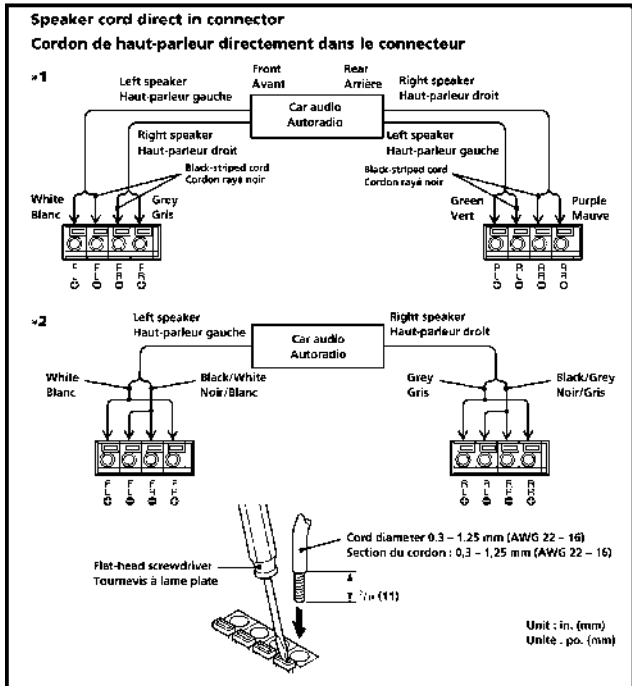 Speaker cord direct in connector
Cordon de haut-parleur directement dans le connecteur
*1
Left speaker
Haut-parleur gauche
Front
Avant
Rear
Arrière
Right speaker
Haut-parleur droit
Car audio
Autoradio
Right speaker
Haut-parleur droit
Left speaker
Haut-parleur gauche
Black-striped cord
Cordon rayé noir
Black-striped cord
Cordon rayé noir
White
Blanc
Grey
Gris
Green
Vert
Purple
Mauve
*2
Left speaker
Haut-parleur gauche
Right speaker
Haut-parleur droit
Car audio
Autoradio
White
Blanc
Black/White
Noir/Blanc
Grey
Gris
Black/Grey
Noir/Gris
Cord diameter 0.3 – 1.25 mm (AWG 22 – 16)
Section du cordon : 0,3 – 1,25 mm (AWG 22 – 16)
Flat-head screwdriver
Tournevis à lame plate
(11)
Unit : in. (mm)
Unité : po. (mm)